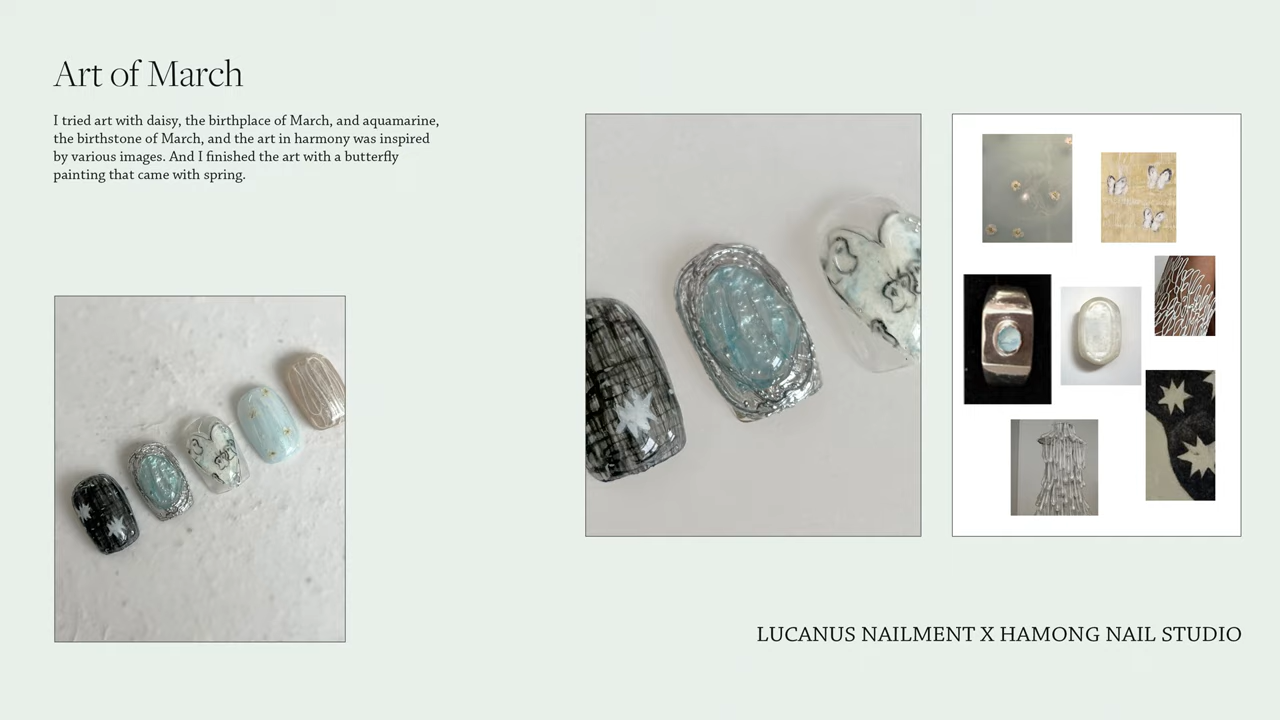 Art of March
I tried art with daisy, the birthplace of March, and aquamarine,
the birthstone of March, and the art in harmony was inspired
by various images. And I finished the art with a butterfly
painting that came with spring.
LUCANUS NAILMENT X HAMONG NAIL STUDIO